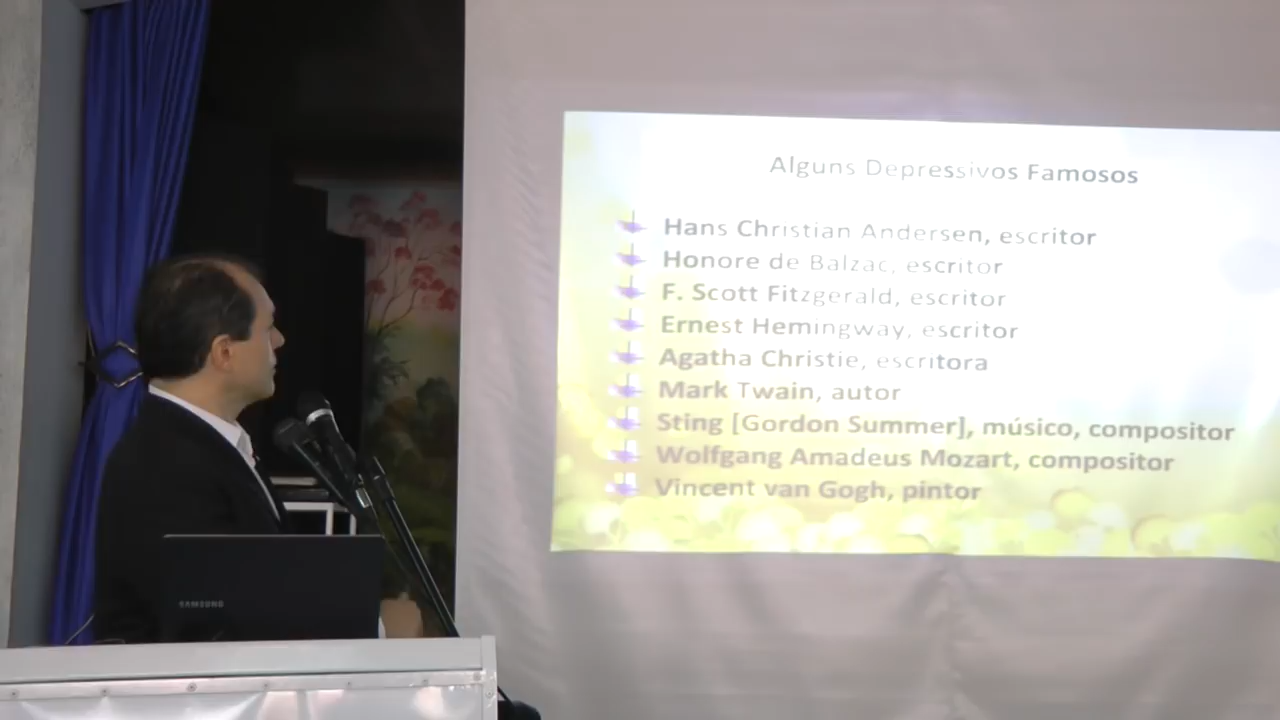 Alguns Depressivos Famosos
Hans Christian Andersen, escritor
Honore de Balzac, escritor
F. Scott Fitzgerald, escritor
Ernest Hemingway, escritor
Agatha Christie, escritora
Mark Twain, autor
Sting [Gordon Summer], músico, compositor
Wolfgang Amadeus Mozart, compositor
Vincent van Gogh, pintor
SAMSUNG